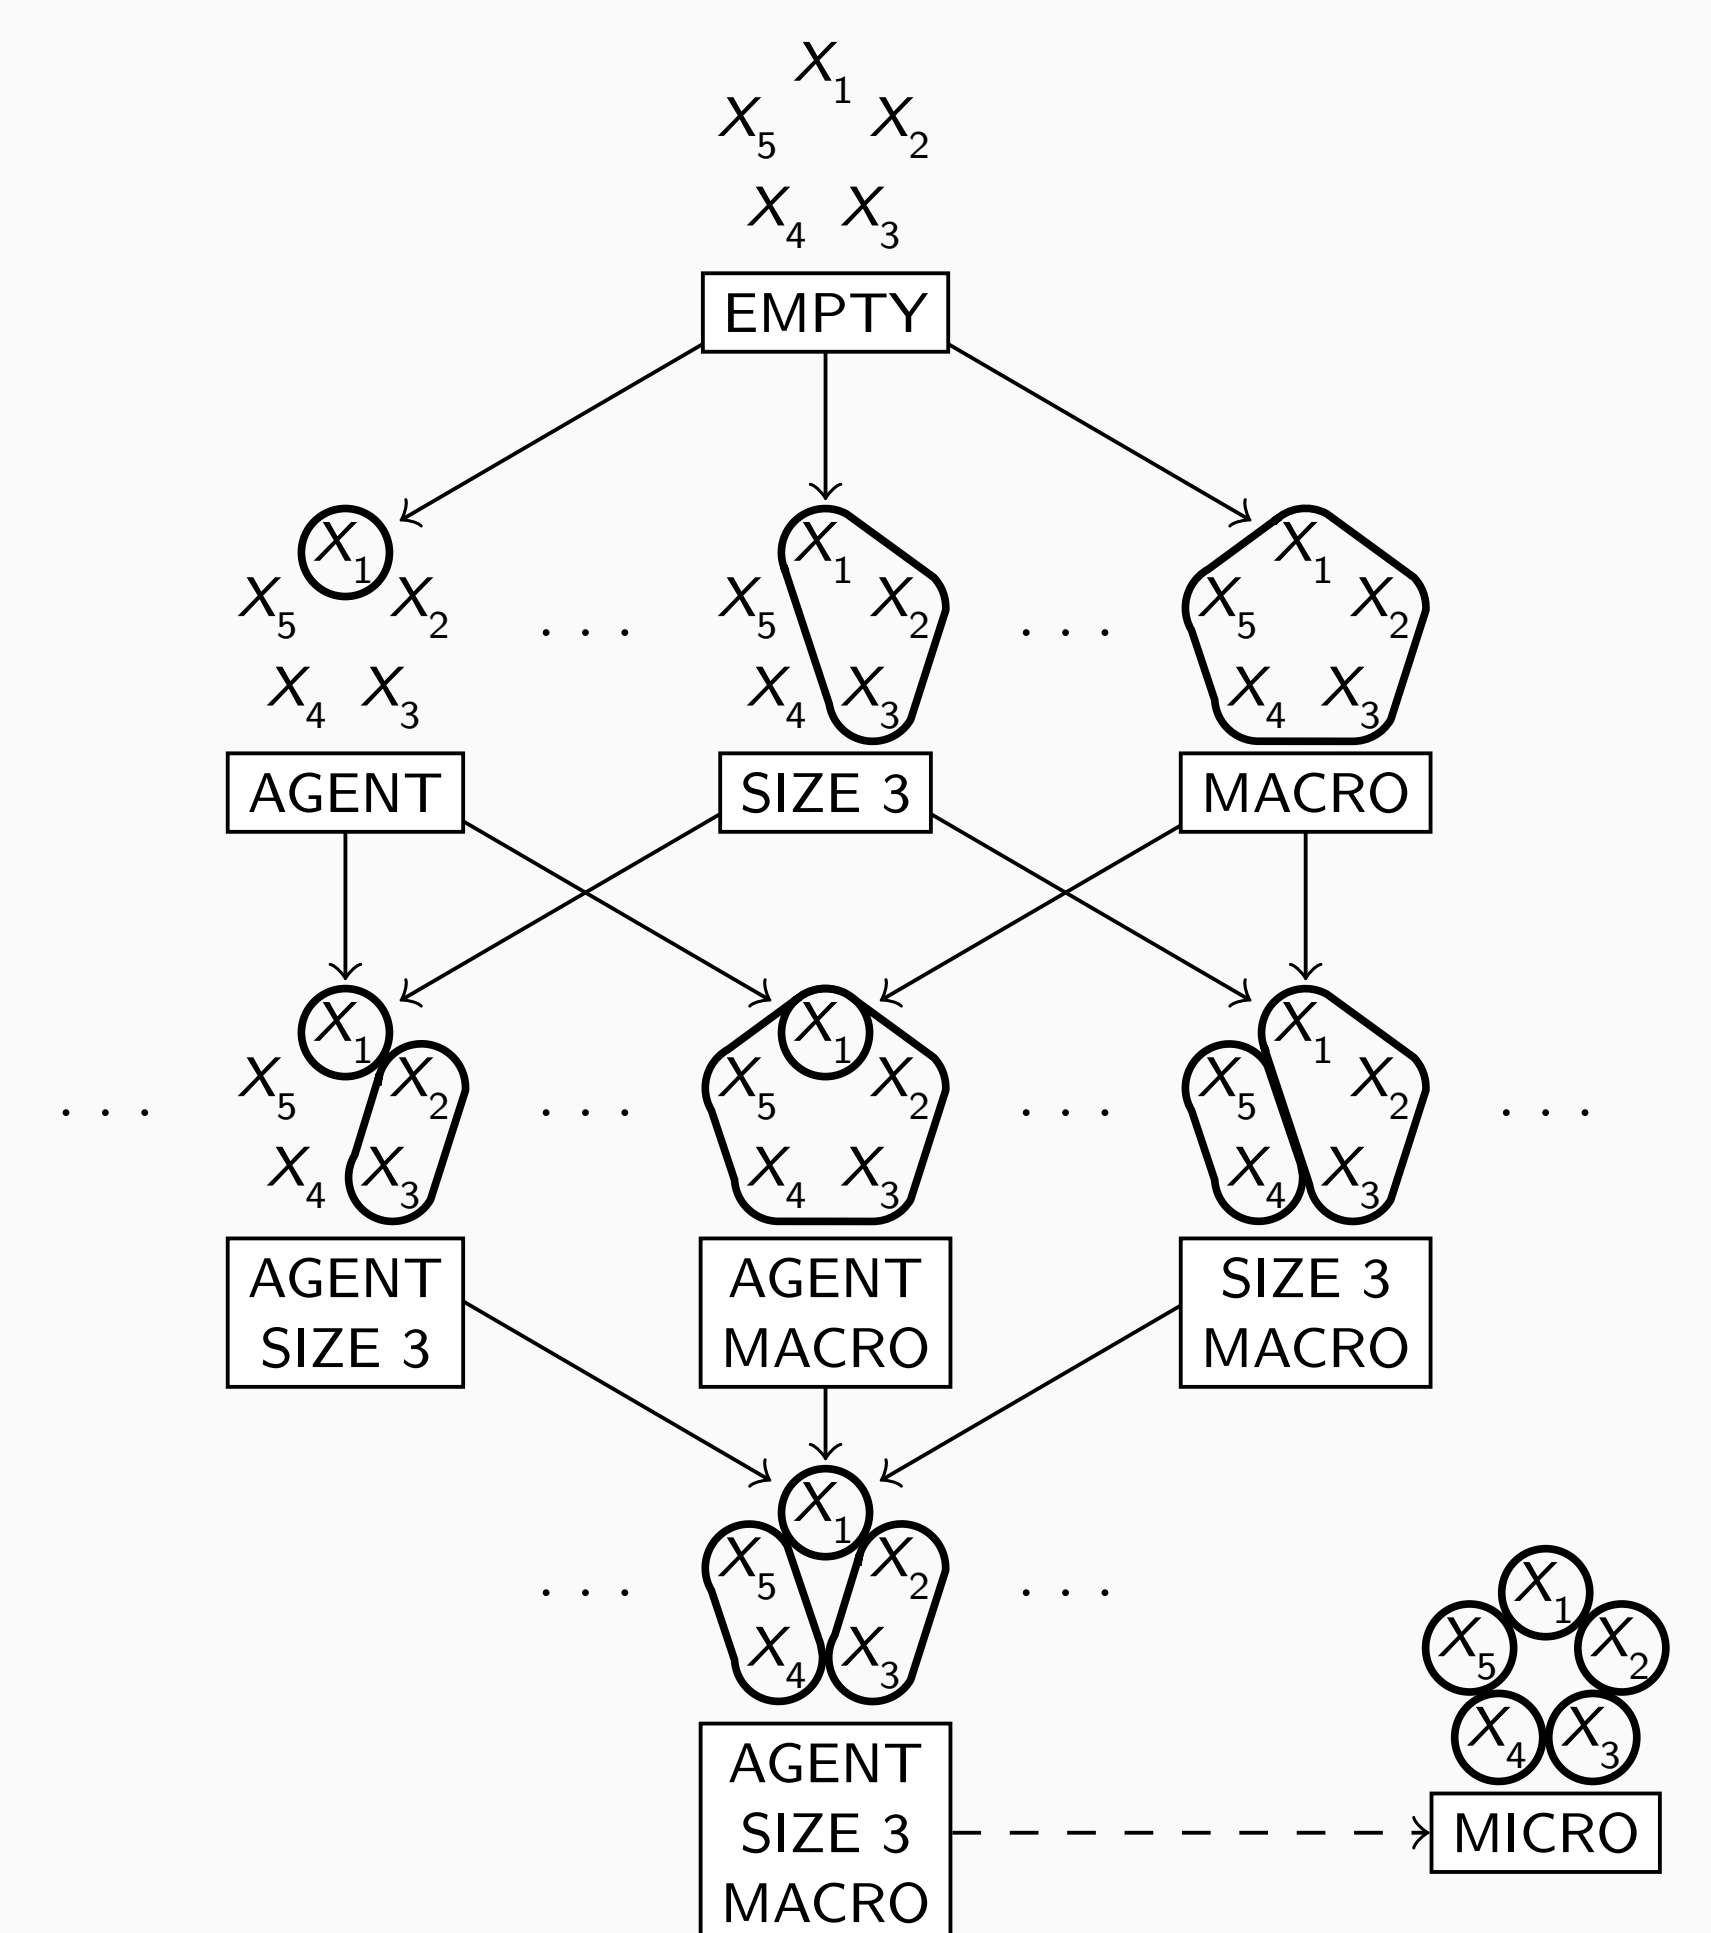 X1
X5 X2
X4 X3
EMPTY
X1 X1 X1
X5 X2 . . . X5 X2 . . . X5 X2
X4 X3 X4 X3 X4 X3
AGENT SIZE 3 MACRO
X1 X1 X1
. . . X5 X2 . . . X5 X2 . . . X5 X2 . . .
X4 X3 X4 X3 X4 X3
AGENT AGENT SIZE 3
SIZE 3 MACRO MACRO
X1
. . . X5 X2 . . .
X4 X3
X1
X5 X2
X4 X3
AGENT
SIZE 3
MACRO
MICRO